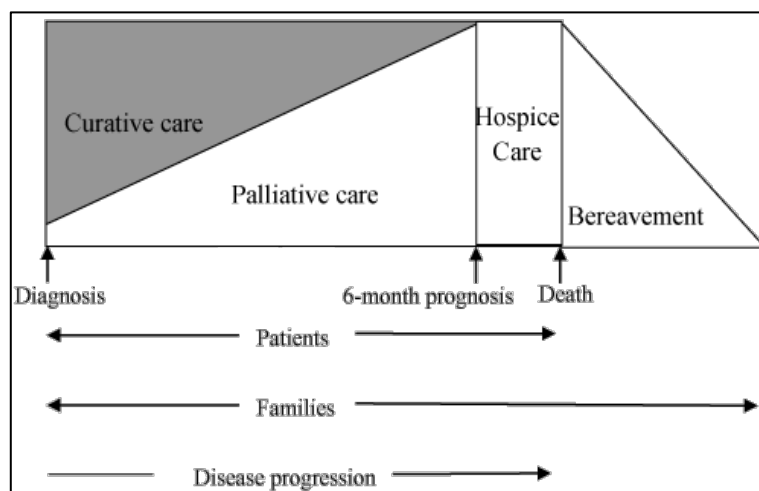 Curative care
Hospice
Care
Palliative care
Bereavement
Diagnosis
6-month prognosis
Death
Patients
Families
Disease progression